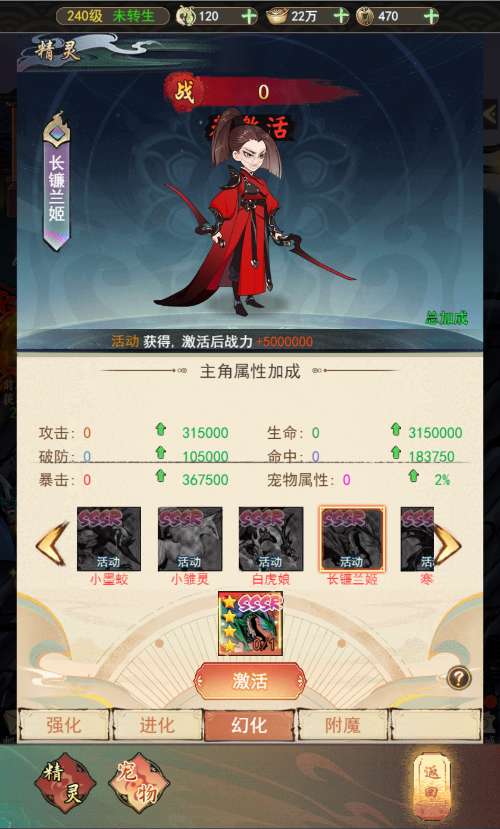 240级 未转生 120 22万 470
精灵
战 0
长镰兰姬
总加成
活动 获得，激活后战力 +5000000
主角属性加成
攻击：0 315000 生命：0 3150000
破防：0 105000 命中：0 183750
暴击：0 367500 宠物属性：0 2%
SSSR SSSR SSSR SSSR SSS
活动 活动 活动 活动 活
小墨蛟 小雏灵 白虎娘 长镰兰姬 寒
SSSR
0/1
激活
?
强化 进化 幻化 附魔
精灵 宠物 返回